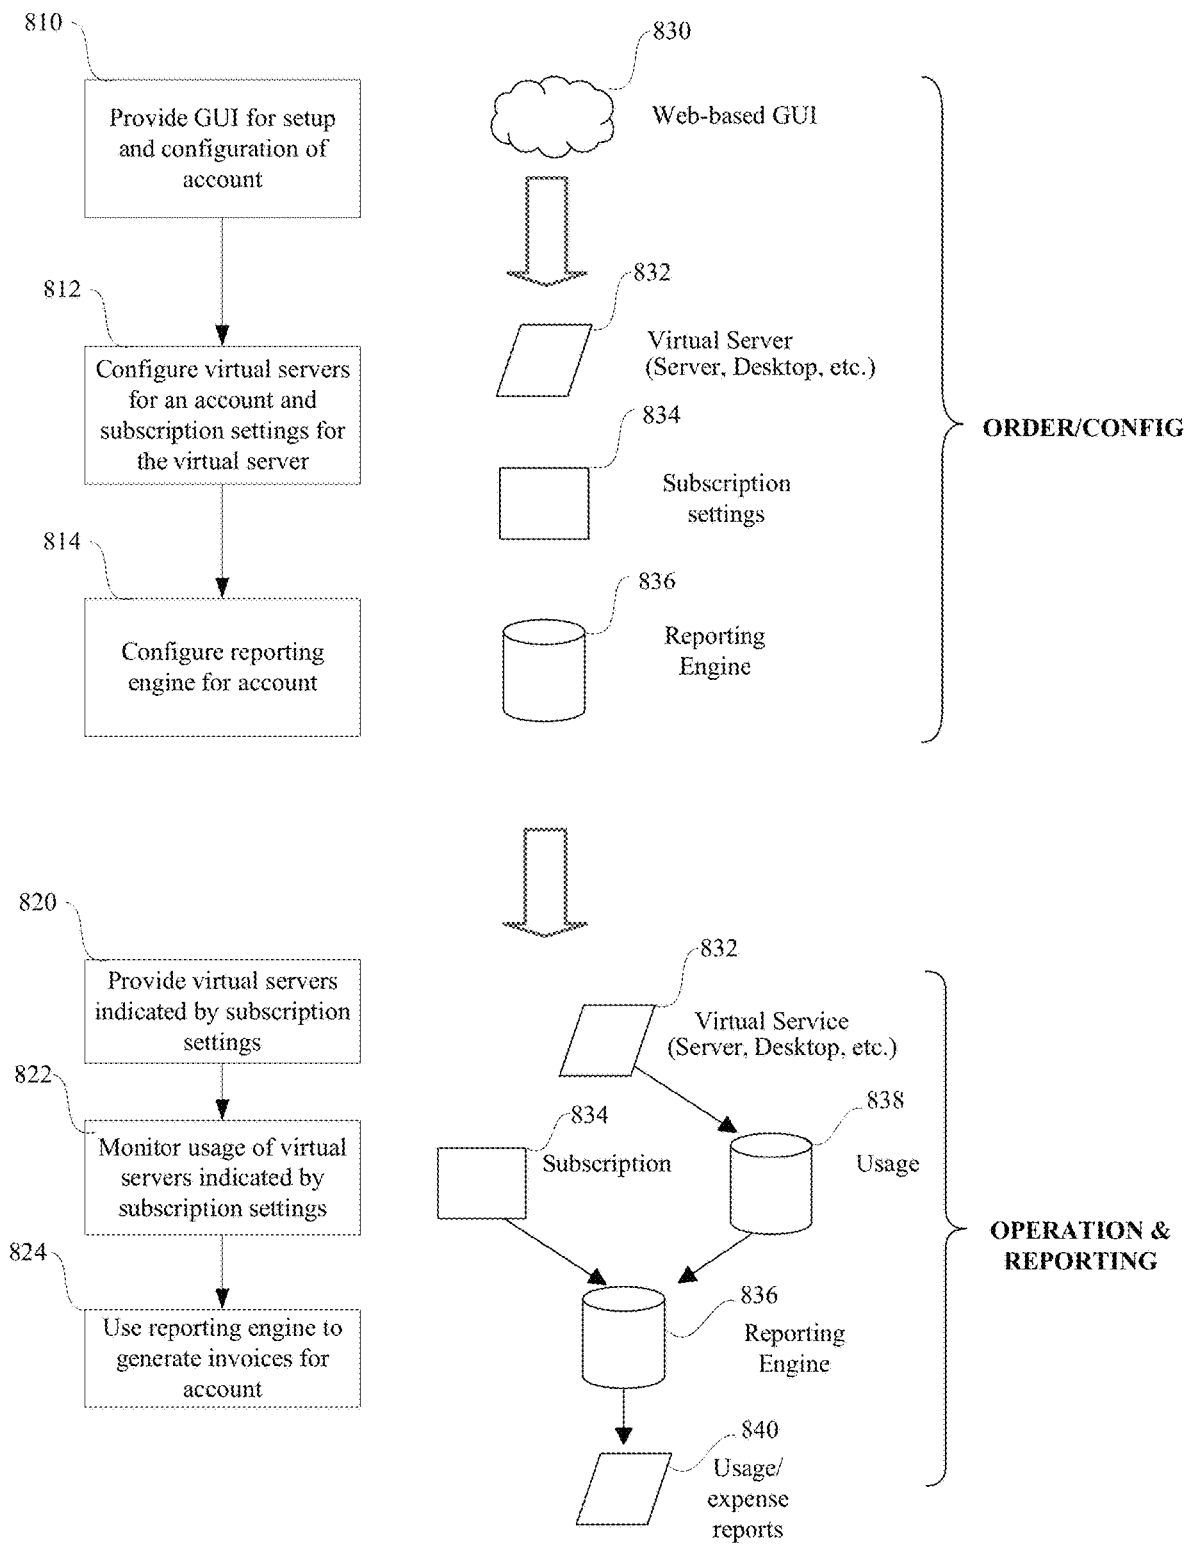 810
Provide GUI for setup
and configuration of
account
830
Web-based GUI
812
Configure virtual servers
for an account and
subscription settings for
the virtual server
832
Virtual Server
(Server, Desktop, etc.)
834
Subscription
settings
814
Configure reporting
engine for account
836
Reporting
Engine
ORDER/CONFIG
820
Provide virtual servers
indicated by subscription
settings
822
Monitor usage of virtual
servers indicated by
subscription settings
824
Use reporting engine to
generate invoices for
account
832
Virtual Service
(Server, Desktop, etc.)
834
Subscription
838
Usage
836
Reporting
Engine
840
Usage/
expense
reports
OPERATION &
REPORTING